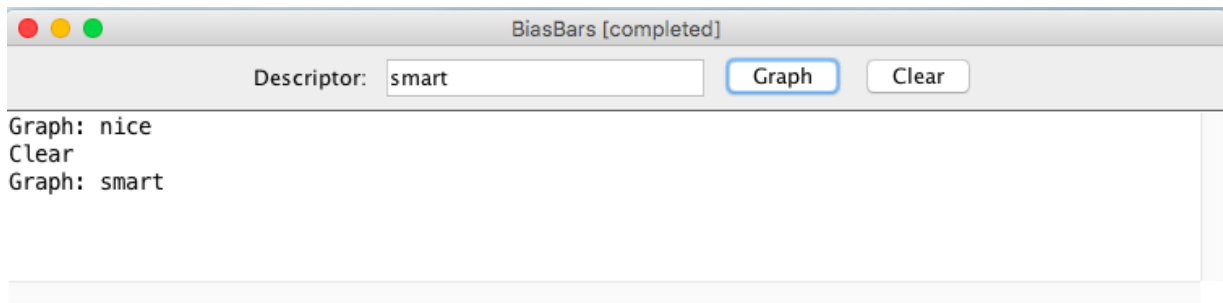 BiasBars [completed]
Descriptor: smart Graph Clear
Graph: nice
Clear
Graph: smart